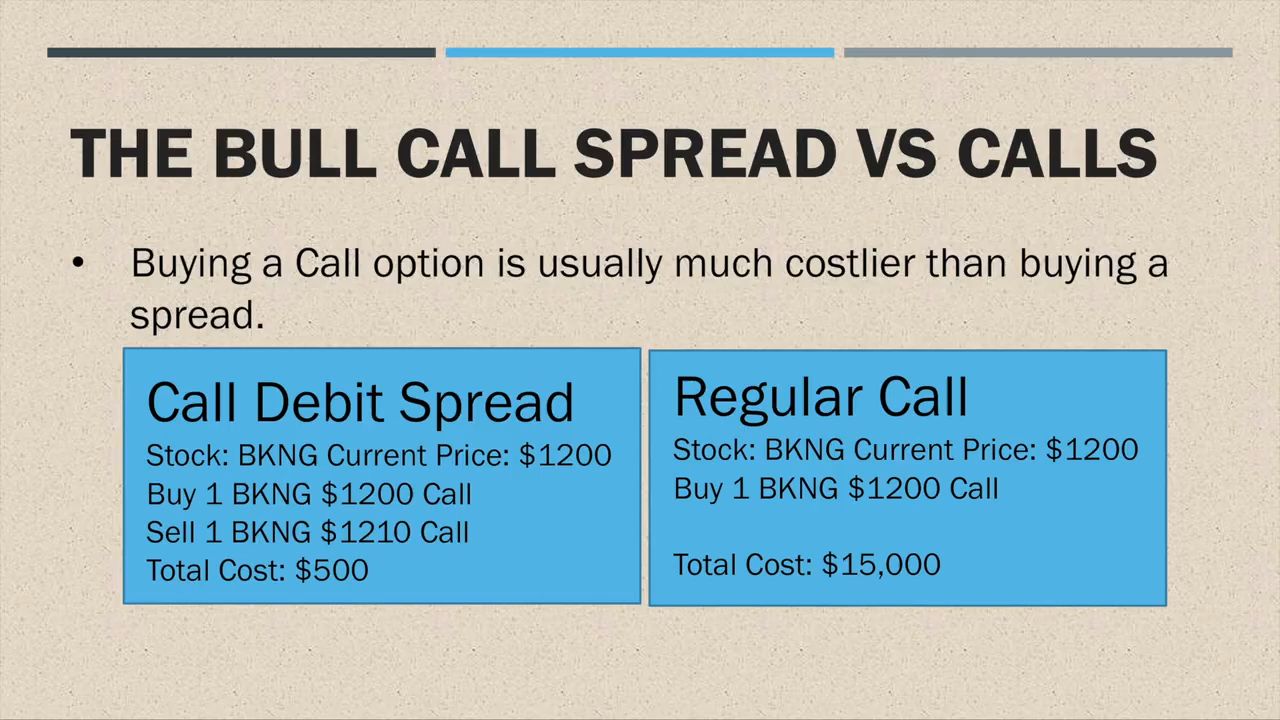 THE BULL CALL SPREAD VS CALLS
• Buying a Call option is usually much costlier than buying a
spread.
Call Debit Spread
Stock: BKNG Current Price: $1200
Buy 1 BKNG $1200 Call
Sell 1 BKNG $1210 Call
Total Cost: $500
Regular Call
Stock: BKNG Current Price: $1200
Buy 1 BKNG $1200 Call
Total Cost: $15,000